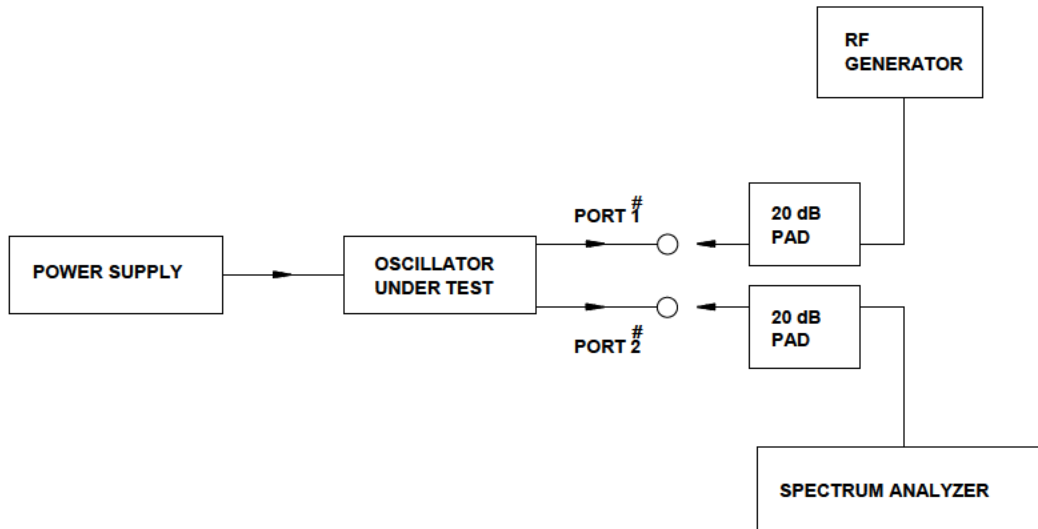 RF
GENERATOR
#
PORT 1
20 dB
PAD
POWER SUPPLY
OSCILLATOR
UNDER TEST
20 dB
PAD
#
PORT 2
SPECTRUM ANALYZER